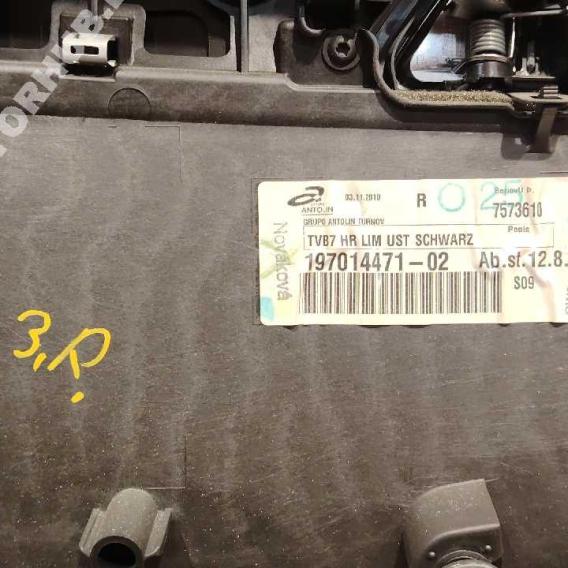 ANTOLIN
03.11.2010
R
O 25
7573610
GRUPO ANTOLIN TURNOV
TVB7 HR LIM UST SCHWARZ
197014471-02
Ab.st.12.8.
S09
Novakova
3,R.